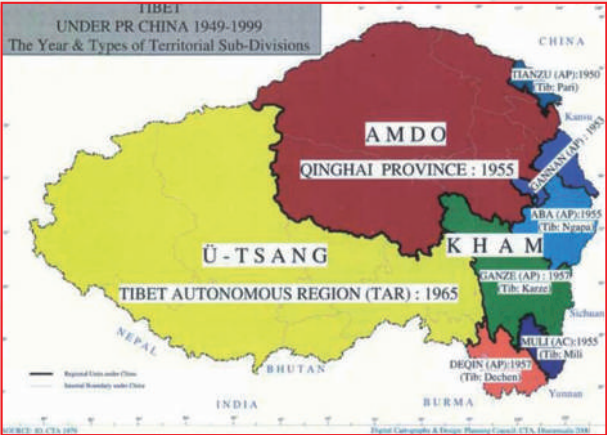 TIBET
UNDER PR CHINA 1949-1999
The Year & Types of Territorial Sub-Divisions
CHINA
TIANZU (AP):1950
(Tib: Pari)
Kansu
GANNAN (AP):1953
AMDO
QINGHAI PROVINCE : 1955
ABA (AP):1955
(Tib: Ngapa)
KHAM
Ü-TSANG
GANZE (AP) : 1957
(Tib: Karze)
TIBET AUTONOMOUS REGION (TAR) : 1965
Sichuan
MULI (AC):1955
(Tib: Mili)
NEPAL
DEQIN (AP):1957
(Tib: Dechen)
BHUTAN
Regional Units under China
Internal Boundary under China
Yunnan
INDIA
BURMA
SOURCE: ID, CTA 1979
Digital Cartography & Design: Planning Council, CTA, Dharamsala 2000